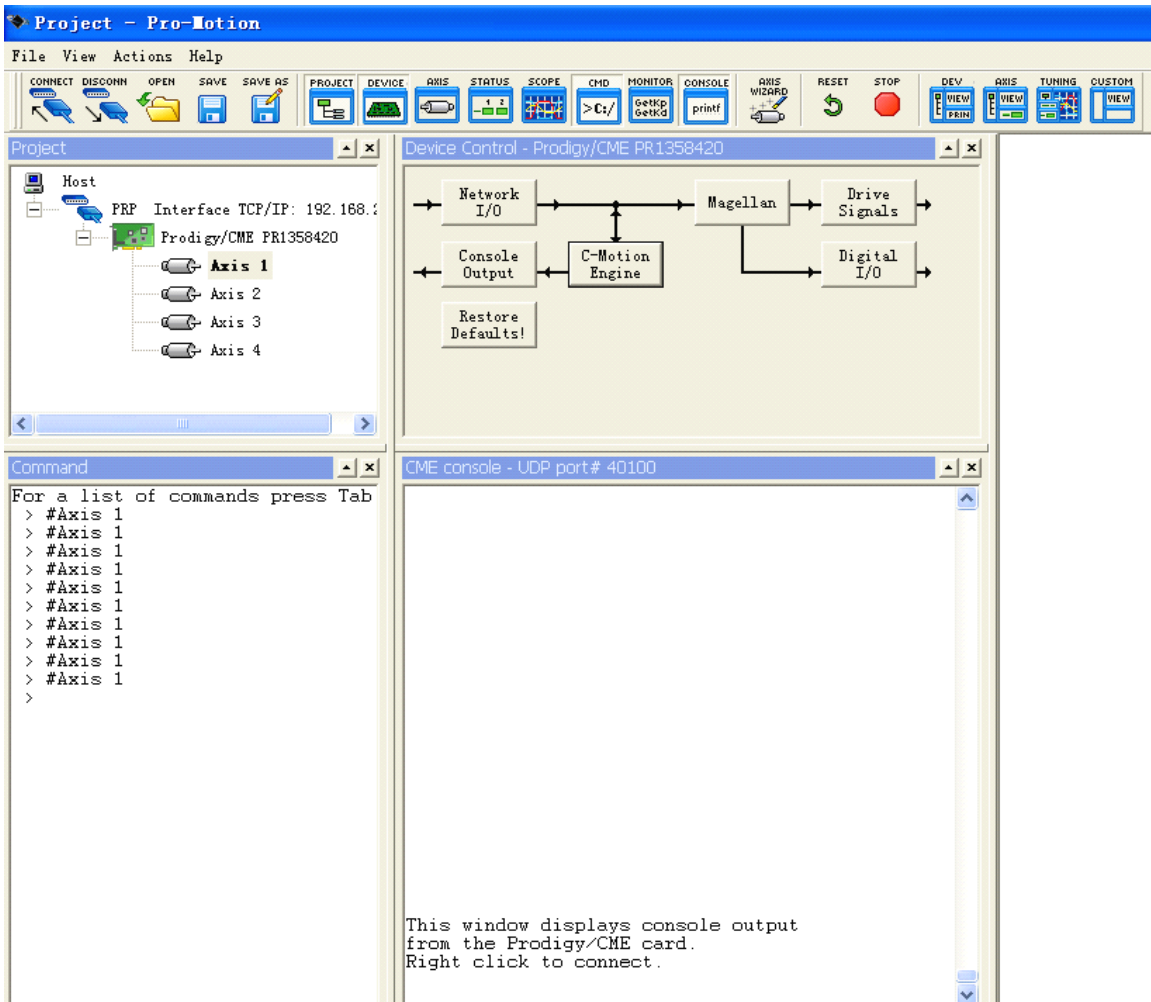 Project - Pro-Motion
File View Actions Help
CONNECT DISCONN OPEN SAVE SAVE AS PROJECT DEVICE AXIS STATUS SCOPE CMD MONITOR CONSOLE AXIS WIZARD RESET STOP DEV AXIS TUNING CUSTOM
1 2
>C:/
GetKp
GetKd
printf
VIEW
PRIN
VIEW
VIEW
Project
Host
PRP Interface TCP/IP: 192.168.
Prodigy/CME PR1358420
Axis 1
Axis 2
Axis 3
Axis 4
Device Control - Prodigy/CME PR1358420
Network
I/O
Magellan
Drive
Signals
Console
Output
C-Motion
Engine
Digital
I/O
Restore
Defaults!
Command
For a list of commands press Tab
> #Axis 1
> #Axis 1
> #Axis 1
> #Axis 1
> #Axis 1
> #Axis 1
> #Axis 1
> #Axis 1
> #Axis 1
> #Axis 1
>
CME console - UDP port# 40100
This window displays console output
from the Prodigy/CME card.
Right click to connect.